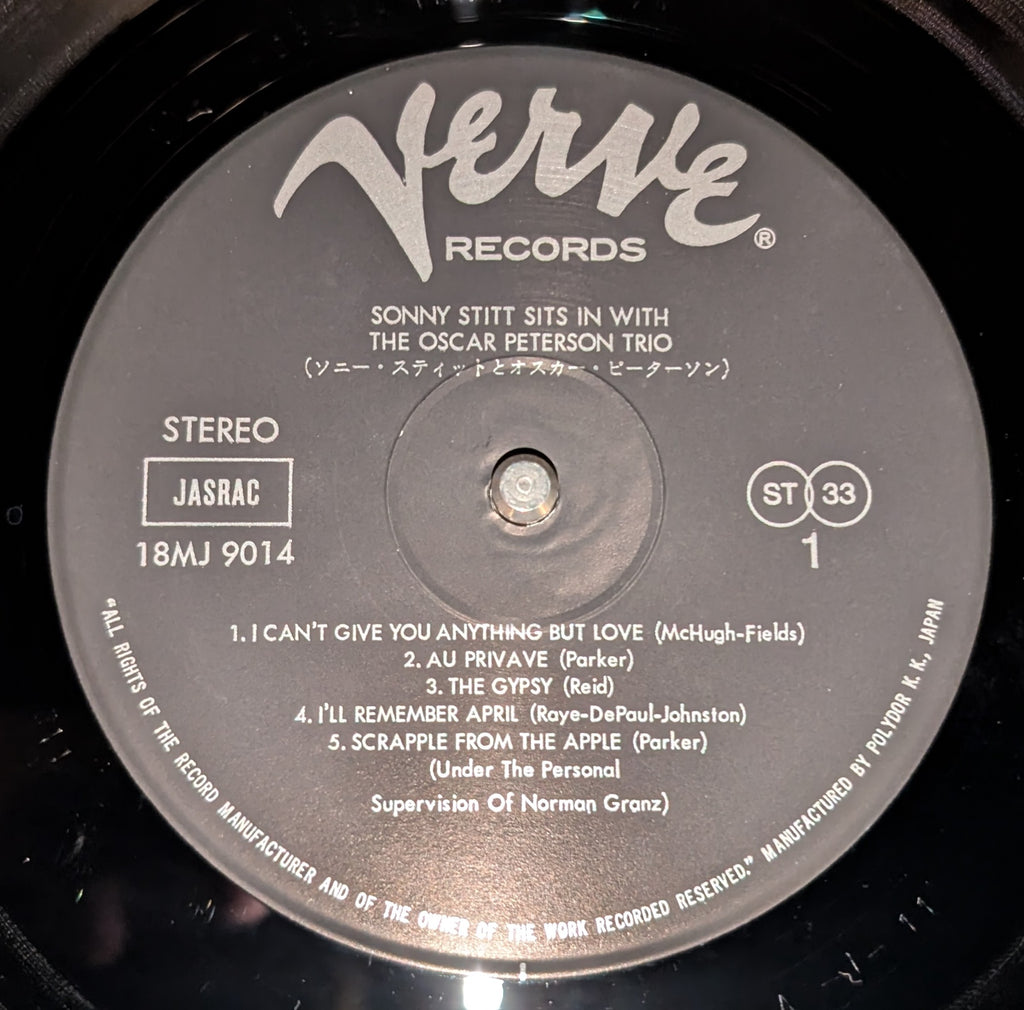 Verve ®
RECORDS
SONNY STITT SITS IN WITH
THE OSCAR PETERSON TRIO
(ソニー・スティットとオスカー・ピーターソン)
STEREO
JASRAC
18MJ 9014
ST 33
1
1. I CAN'T GIVE YOU ANYTHING BUT LOVE (McHugh-Fields)
2. AU PRIVAVE (Parker)
3. THE GYPSY (Reid)
4. I'LL REMEMBER APRIL (Raye-DePaul-Johnston)
5. SCRAPPLE FROM THE APPLE (Parker)
(Under The Personal
Supervision Of Norman Granz)
"ALL RIGHTS OF THE RECORD MANUFACTURER AND OF THE OWNER OF THE WORK RECORDED RESERVED." MANUFACTURED BY POLYDOR K. K., JAPAN